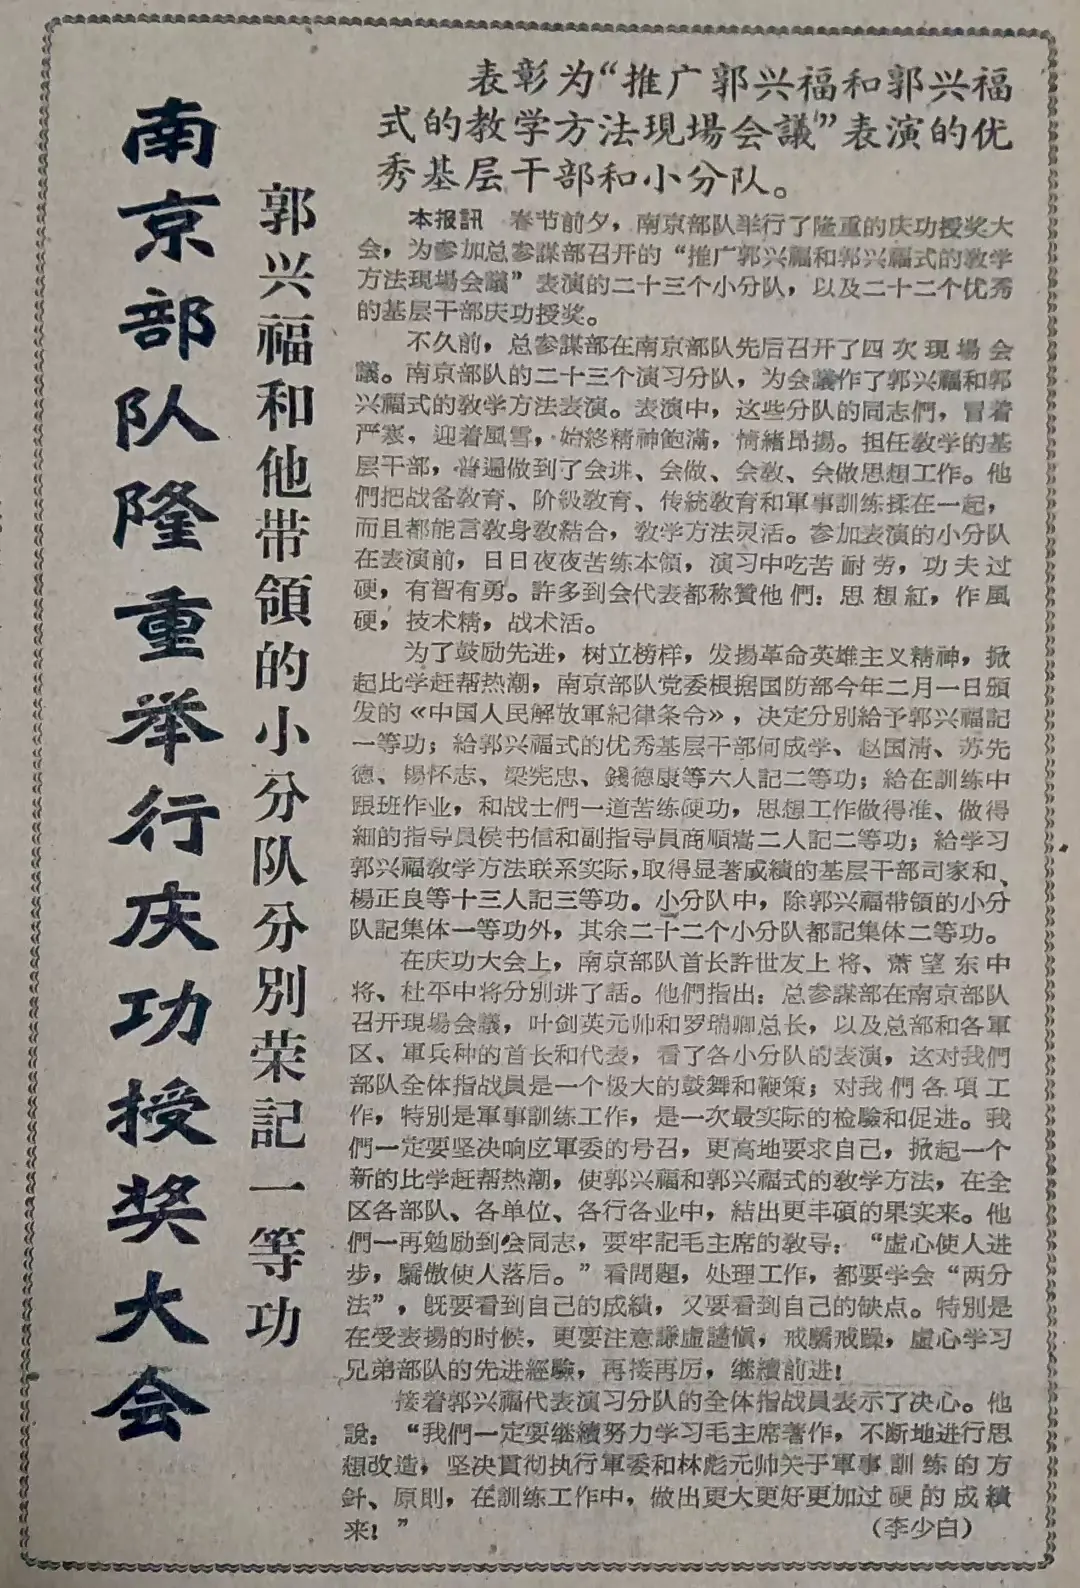 南京部队隆重举行庆功授奖大会
郭兴福和他带領的小分队分別荣記一等功
表彰为“推广郭兴福和郭兴福
式的教学方法現場会議”表演的优
秀基层干部和小分队。
本报訊　春节前夕，南京部队举行了隆重的庆功授奖大
会，为参加总参謀部召开的“推广郭兴福和郭兴福式的教学
方法現場会議”表演的二十三个小分队，以及二十二个优秀
的基层干部庆功授奖。
不久前，总参謀部在南京部队先后召开了四次現場会
議。南京部队的二十三个演习分队，为会議作了郭兴福和郭
兴福式的教学方法表演。表演中，这些分队的同志們，冒着
严寒，迎着風雪，始終精神飽滿，情緒昂揚。担任教学的基
层干部，普遍做到了会讲、会做、会教、会做思想工作。他
們把战备教育、阶級教育、传統教育和軍事訓练揉在一起，
而且都能言教身教結合，教学方法灵活。参加表演的小分队
在表演前，日日夜夜苦练本領，演习中吃苦耐劳，功夫过
硬，有智有勇。許多到会代表都称贊他們：思想紅，作風
硬，技术精，战术活。
为了鼓励先进，树立榜样，发揚革命英雄主义精神，掀
起比学赶帮热潮，南京部队党委根据国防部今年二月一日頒
发的《中国人民解放軍紀律条令》，决定分別給予郭兴福記
一等功；給郭兴福式的优秀基层干部何成学、赵国清、苏先
德、楊怀志、梁宪忠、錢德康等六人記二等功；給在訓练中
跟班作业，和战士們一道苦练硬功，思想工作做得准、做得
細的指导員侯书信和副指导員商順嵩二人記二等功；給学习
郭兴福教学方法联系实际，取得显著成績的基层干部司家和、
楊正良等十三人記三等功。小分队中，除郭兴福带領的小分
队記集体一等功外，其余二十二个小分队都記集体二等功。
在庆功大会上，南京部队首长許世友上将、萧望东中
将、杜平中将分別讲了話。他們指出：总参謀部在南京部队
召开現場会議，叶剑英元帅和罗瑞卿总长，以及总部和各軍
区、軍兵种的首长和代表，看了各小分队的表演，这对我們
部队全体指战員是一个极大的鼓舞和鞭策；对我們各項工
作，特別是軍事訓练工作，是一次最实际的检驗和促进。我
們一定要坚决响应軍委的号召，更高地要求自己，掀起一个
新的比学赶帮热潮，使郭兴福和郭兴福式的教学方法，在全
区各部队、各单位、各行各业中，結出更丰碩的果实来。他
們一再勉励到会同志，要牢記毛主席的教导：“虛心使人进
步，驕傲使人落后。”看問題，处理工作，都要学会“两分
法”，旣要看到自己的成績，又要看到自己的缺点。特別是
在受表揚的时候，更要注意謙虛謹愼，戒驕戒躁，虛心学习
兄弟部队的先进經驗，再接再厉，继續前进！
接着郭兴福代表演习分队的全体指战員表示了决心。他
說：“我們一定要继續努力学习毛主席著作，不断地进行思
想改造，坚决貫彻执行軍委和林彪元帅关于軍事訓练的方
針、原則，在訓练工作中，做出更大更好更加过硬的成績
来！”　（李少白）